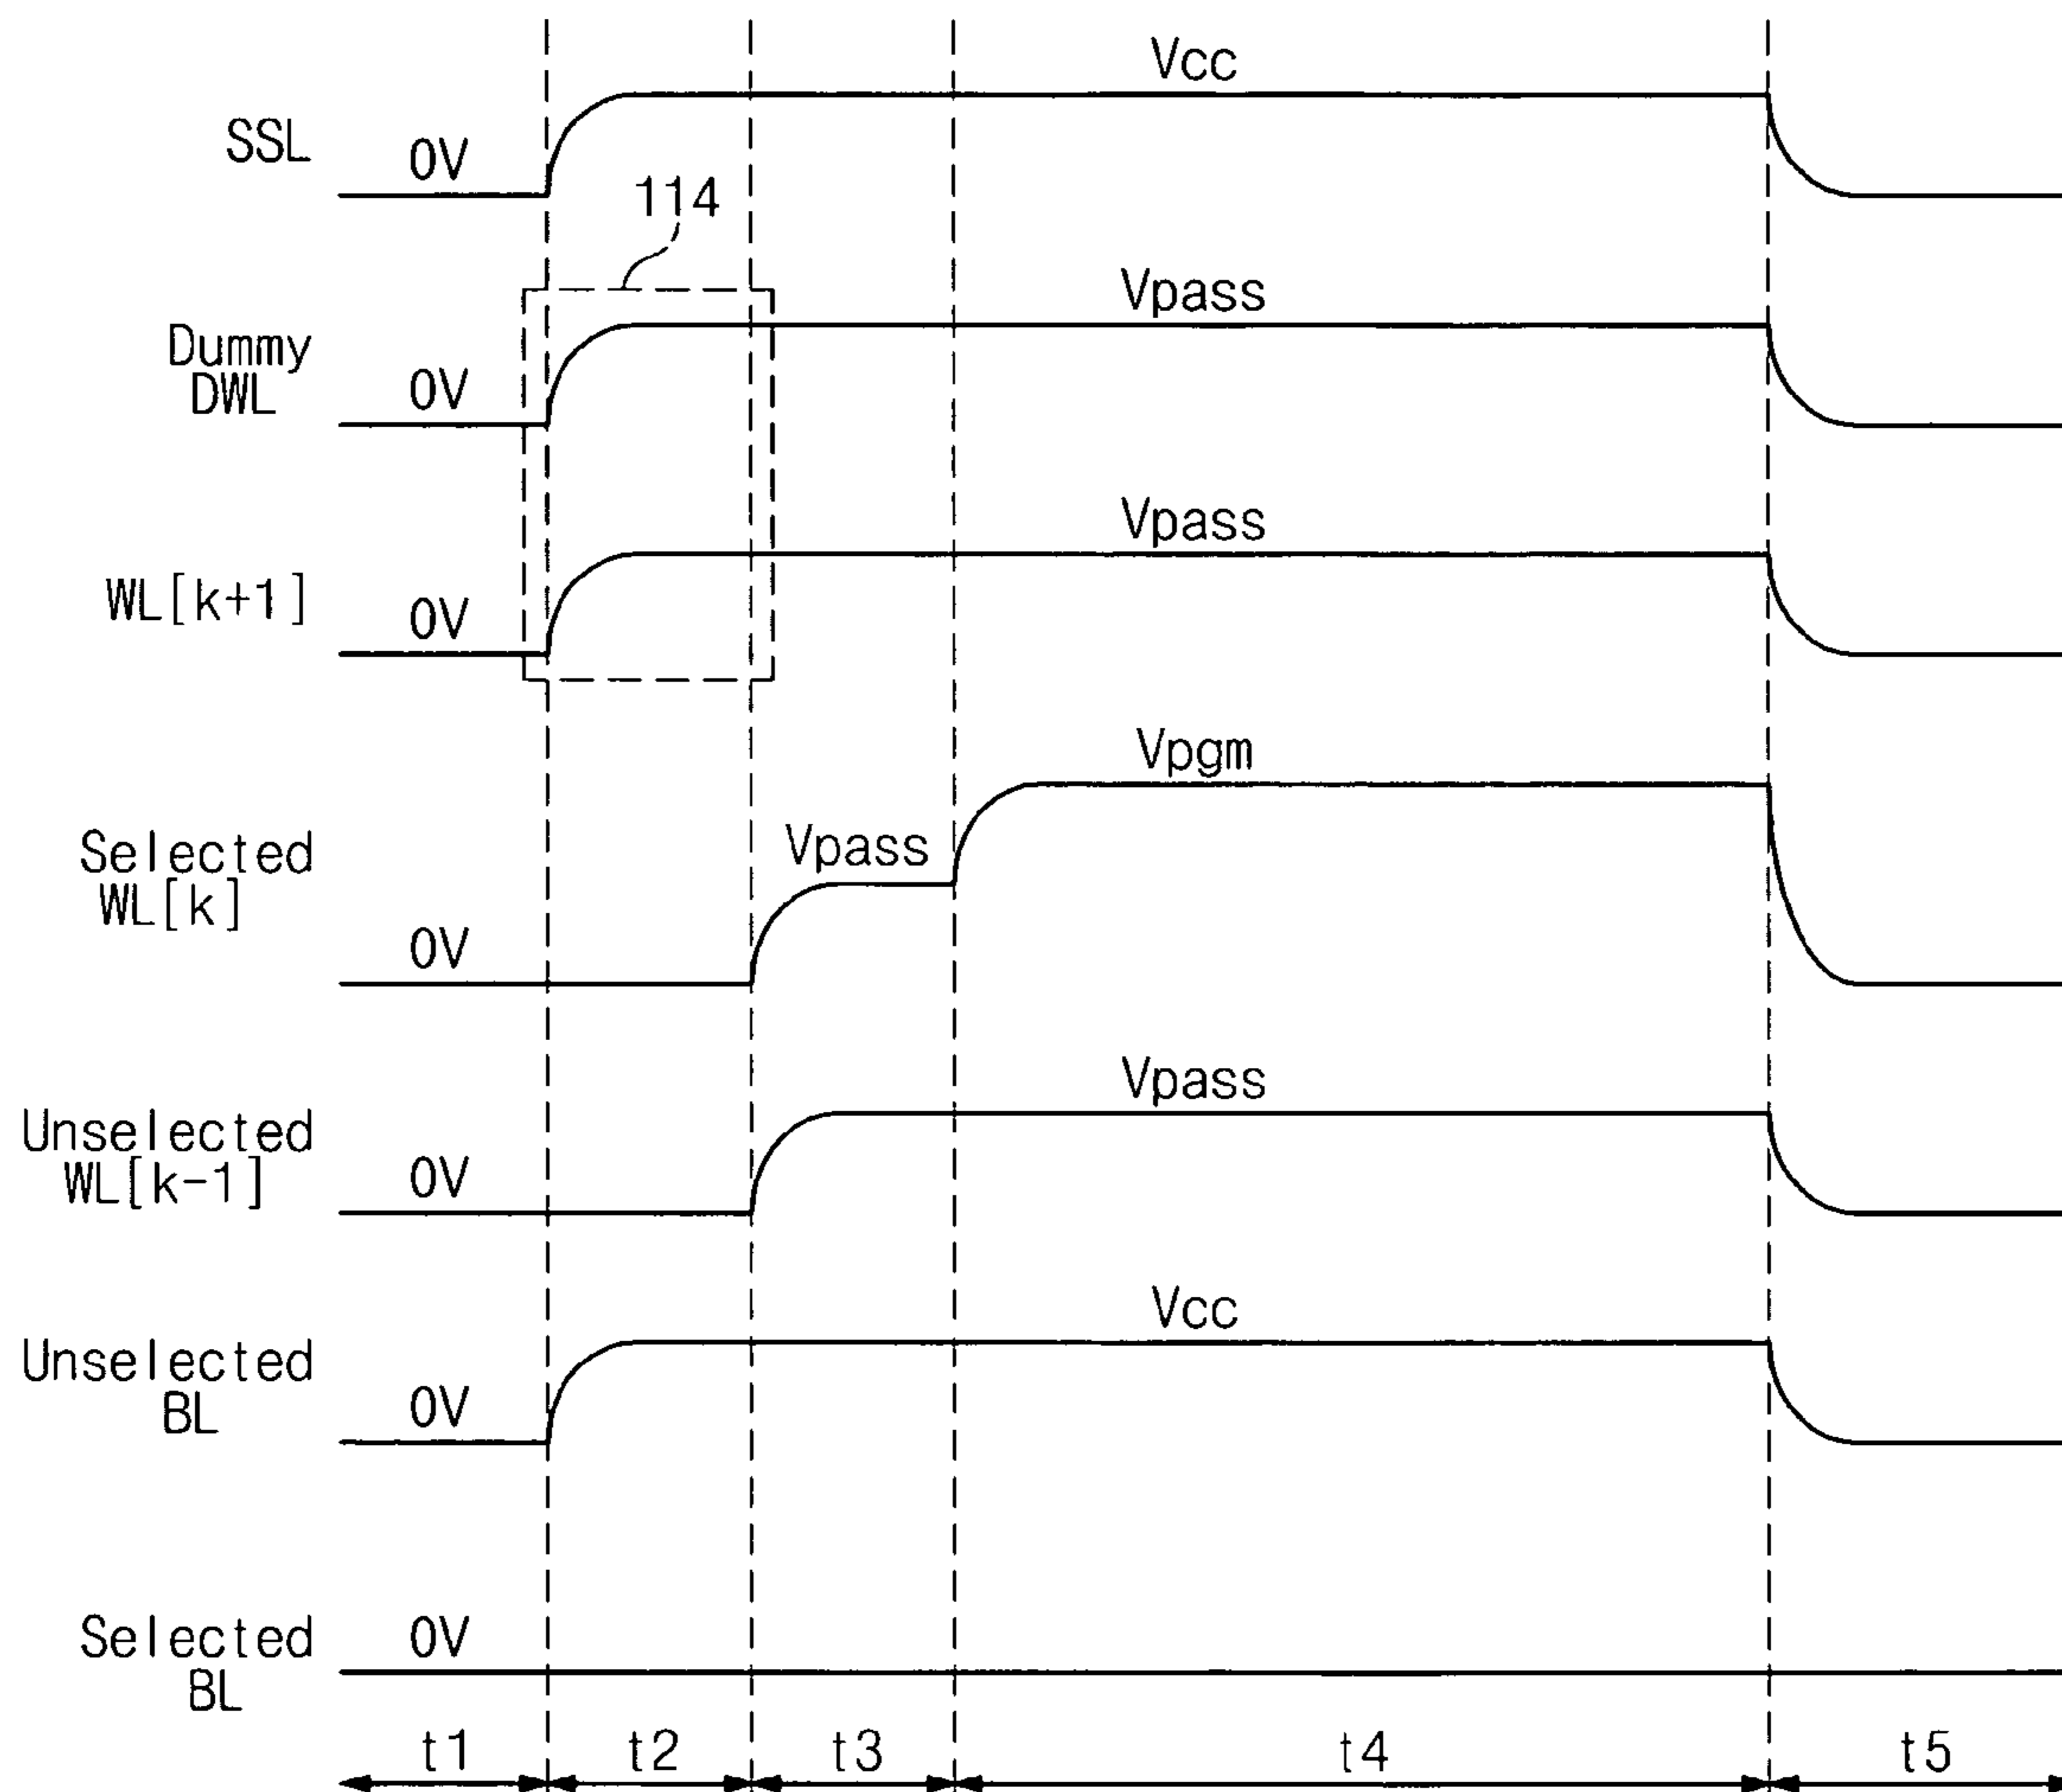 Vcc
SSL
0V
114
Vpass
Dummy
DWL
0V
Vpass
WL[k+1]
0V
Vpgm
Vpass
Selected
WL[k]
0V
Vpass
Unselected
WL[k-1]
0V
Vcc
Unselected
BL
0V
Selected
BL
0V
t1 t2 t3 t4 t5